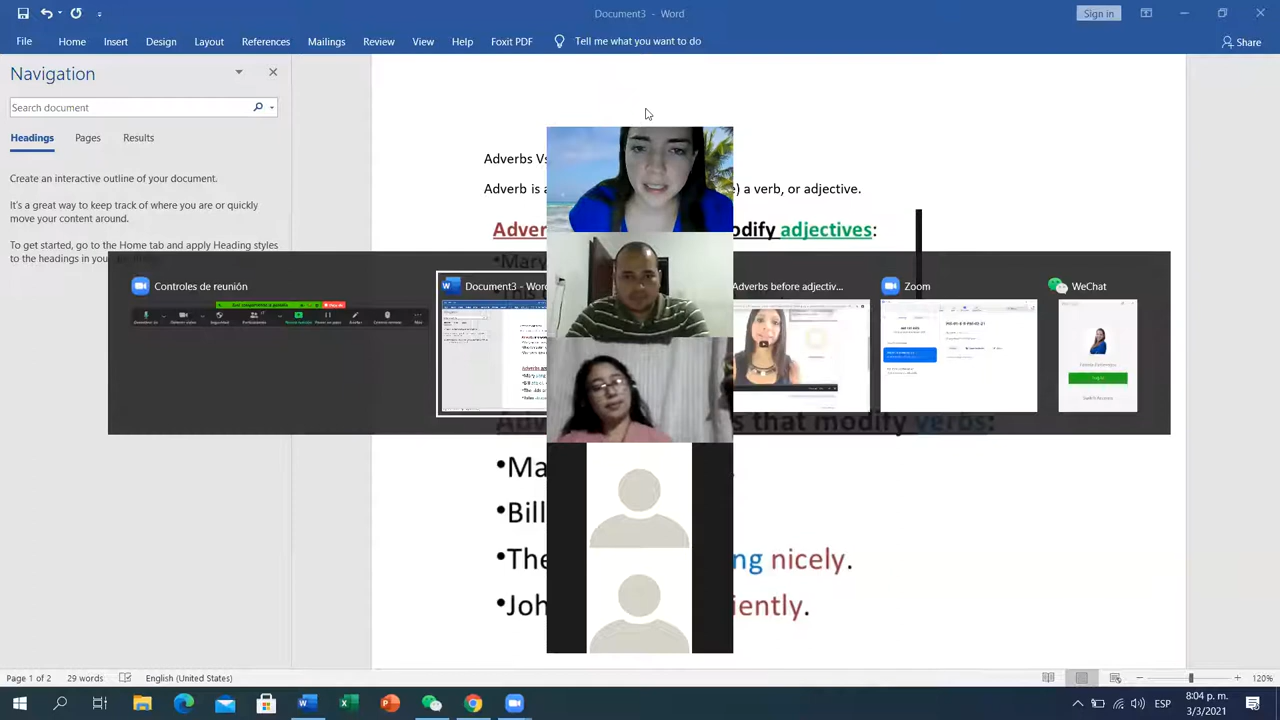 Document3 - Word
Sign in
File Home Insert Design Layout References Mailings Review View Help Foxit PDF Tell me what you want to do Share
Navigation
Search document
Headings Pages Results
Create an interactive outline of your document.
It's a great way to keep track of where you are or quickly
move your content around.
To get started, go to the Home tab and apply Heading styles
to the headings in your
Adverbs Vs
Adverb is a ) a verb, or adjective.
Adver odify adjectives:
•Mary
Controles de reunión
Document3 - Word
Adverbs before adjectiv...
Zoom
WeChat
Adv s that modify verbs:
•Ma
•Bill
•The ng nicely.
•Joh iently.
Page 1 of 2 29 words English (United States) 120%
ESP
8:04 p. m.
3/3/2021